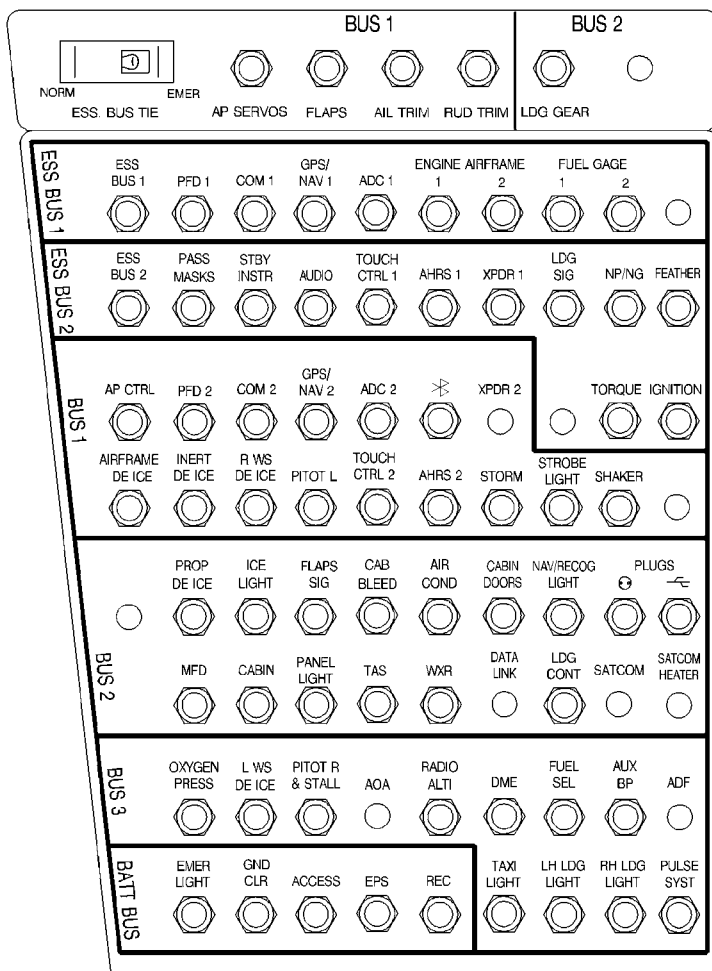 BUS 1
BUS 2
NORM
EMER
ESS. BUS TIE
AP SERVOS
FLAPS
AIL TRIM
RUD TRIM
LDG GEAR
ESS BUS 1
ESS
BUS 1
PFD 1
COM 1
GPS/
NAV 1
ADC 1
ENGINE AIRFRAME
1
2
FUEL GAGE
1
2
ESS BUS 2
ESS
BUS 2
PASS
MASKS
STBY
INSTR
AUDIO
TOUCH
CTRL 1
AHRS 1
XPDR 1
LDG
SIG
NP/NG
FEATHER
BUS 1
AP CTRL
PFD 2
COM 2
GPS/
NAV 2
ADC 2
XPDR 2
TORQUE
IGNITION
AIRFRAME
DE ICE
INERT
DE ICE
R WS
DE ICE
PITOT L
TOUCH
CTRL 2
AHRS 2
STORM
STROBE
LIGHT
SHAKER
BUS 2
PROP
DE ICE
ICE
LIGHT
FLAPS
SIG
CAB
BLEED
AIR
COND
CABIN
DOORS
NAV/RECOG
LIGHT
PLUGS
MFD
CABIN
PANEL
LIGHT
TAS
WXR
DATA
LINK
LDG
CONT
SATCOM
SATCOM
HEATER
BUS 3
OXYGEN
PRESS
L WS
DE ICE
PITOT R
& STALL
AOA
RADIO
ALTI
DME
FUEL
SEL
AUX
BP
ADF
BATT BUS
EMER
LIGHT
GND
CLR
ACCESS
EPS
REC
TAXI
LIGHT
LH LDG
LIGHT
RH LDG
LIGHT
PULSE
SYST